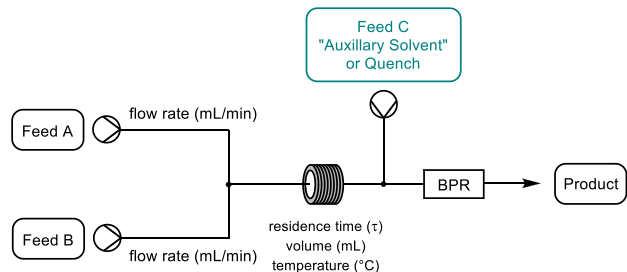 Feed C
"Auxillary Solvent"
or Quench
flow rate (mL/min)
Feed A
BPR
Product
Feed B
flow rate (mL/min)
residence time (τ)
volume (mL)
temperature (°C)